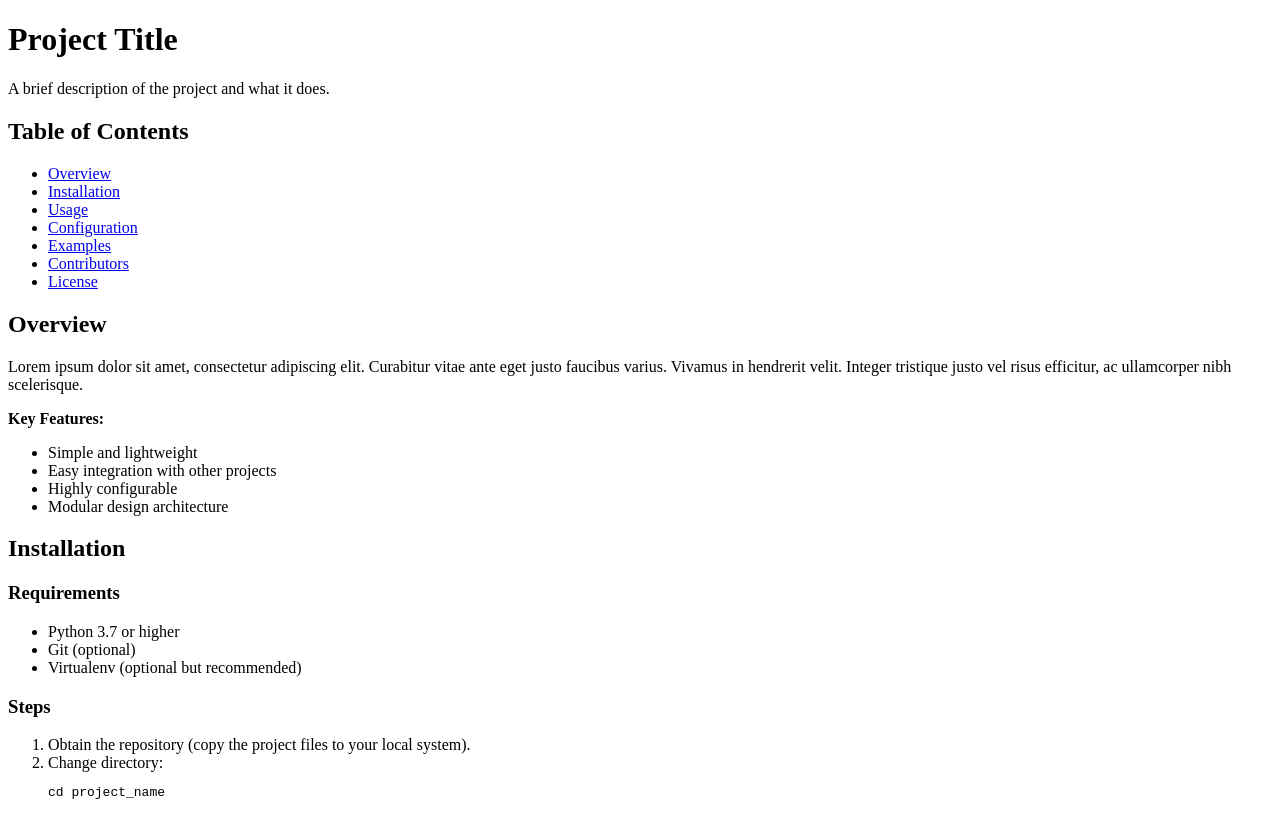 Project Title
A brief description of the project and what it does.
Table of Contents
Overview
Installation
Usage
Configuration
Examples
Contributors
License
Overview
Lorem ipsum dolor sit amet, consectetur adipiscing elit. Curabitur vitae ante eget justo faucibus varius. Vivamus in hendrerit velit. Integer tristique justo vel risus efficitur, ac ullamcorper nibh
scelerisque.
Key Features:
Simple and lightweight
Easy integration with other projects
Highly configurable
Modular design architecture
Installation
Requirements
Python 3.7 or higher
Git (optional)
Virtualenv (optional but recommended)
Steps
1. Obtain the repository (copy the project files to your local system).
2. Change directory:
cd project_name